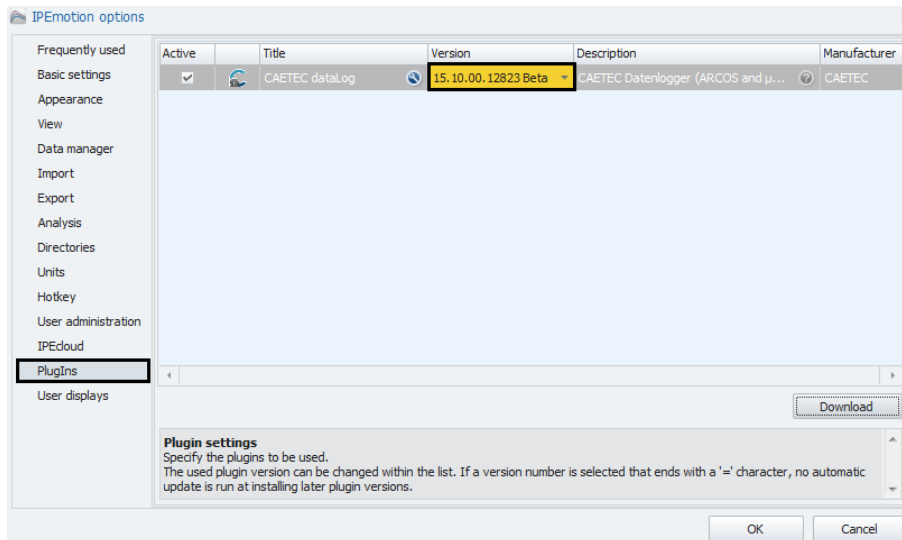 IPEmotion options
Frequently used
Basic settings
Appearance
View
Data manager
Import
Export
Analysis
Directories
Units
Hotkey
User administration
IPEcloud
PlugIns
User displays
Active Title Version Description Manufacturer
CAETEC dataLog 15.10.00.12823 Beta CAETEC Datenlogger (ARCOS and µ... CAETEC
Download
Plugin settings
Specify the plugins to be used.
The used plugin version can be changed within the list. If a version number is selected that ends with a '=' character, no automatic
update is run at installing later plugin versions.
OK Cancel